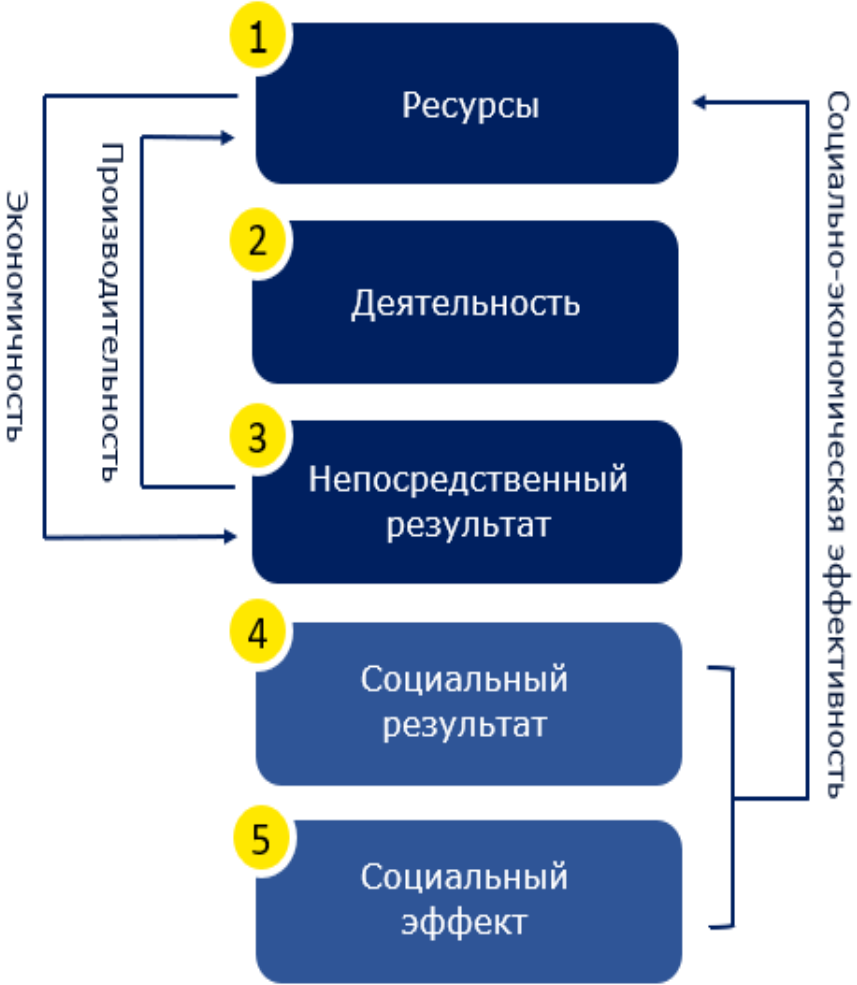 1
Ресурсы
2
Деятельность
3
Непосредственный
результат
4
Социальный
результат
5
Социальный
эффект
Экономичность
Производительность
Социально-экономическая эффективность